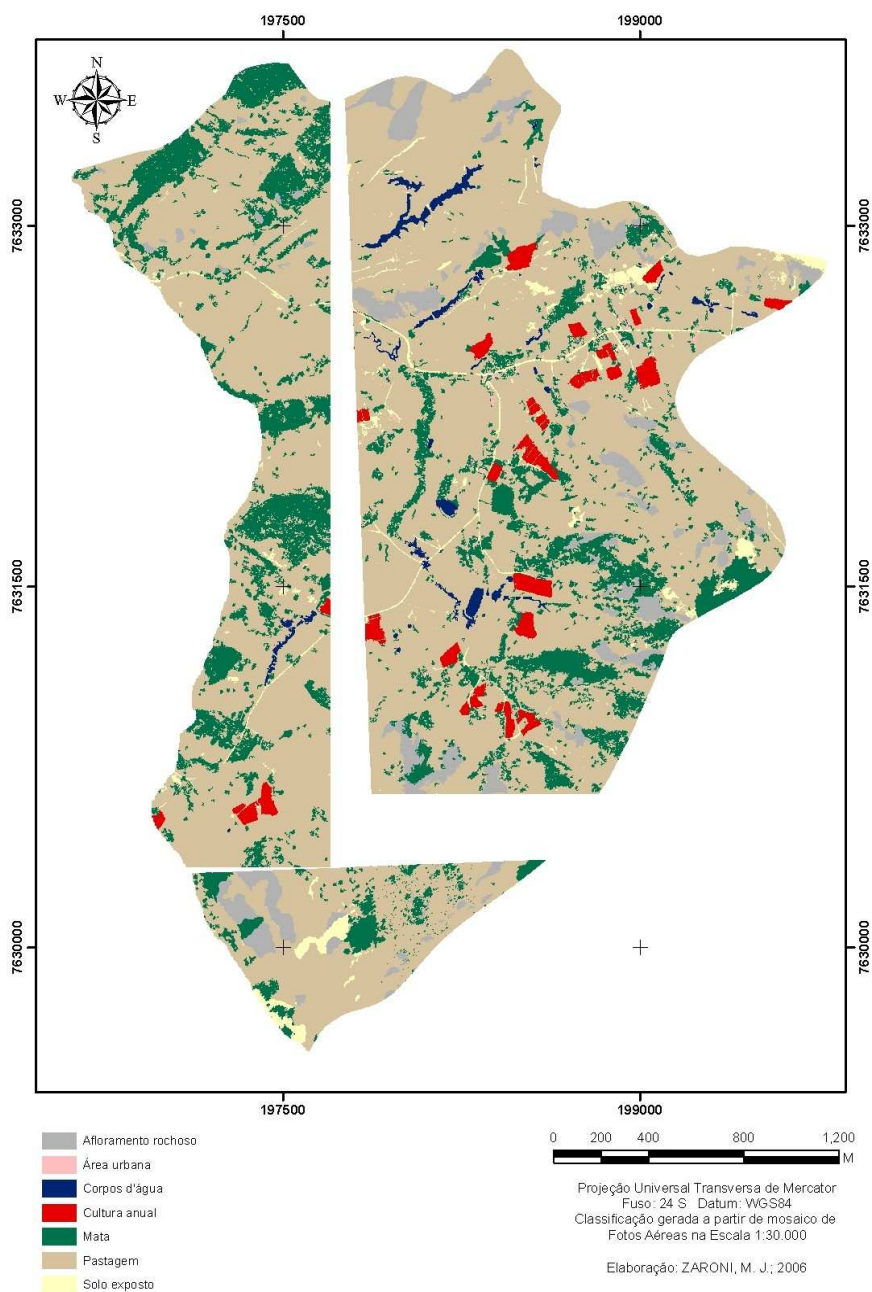 197500 199000
N
W E
S
7633000 7633000
7631500 7631500
7630000 7630000
197500 199000
Afloramento rochoso
Área urbana
Corpos d'água
Cultura anual
Mata
Pastagem
Solo exposto
0 200 400 800 1,200
M
Projeção Universal Transversa de Mercator
Fuso: 24 S Datum: WGS84
Classificação gerada a partir de mosaico de
Fotos Aéreas na Escala 1:30.000
Elaboração: ZARONI, M. J.; 2006